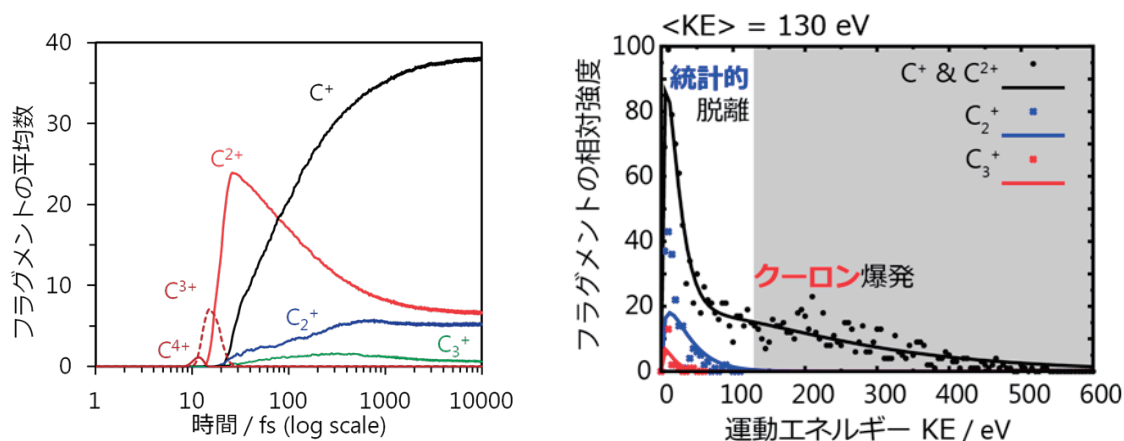 フラグメントの平均数
40
30
20
10
0
C⁺
C²⁺
C³⁺
C⁴⁺
C₂⁺
C₃⁺
1
10
100
1000
10000
時間 / fs (log scale)
<KE> = 130 eV
フラグメントの相対強度
100
80
60
40
20
0
統計的
脱離
C⁺ & C²⁺
C₂⁺
C₃⁺
クーロン爆発
0
100
200
300
400
500
600
運動エネルギー KE / eV